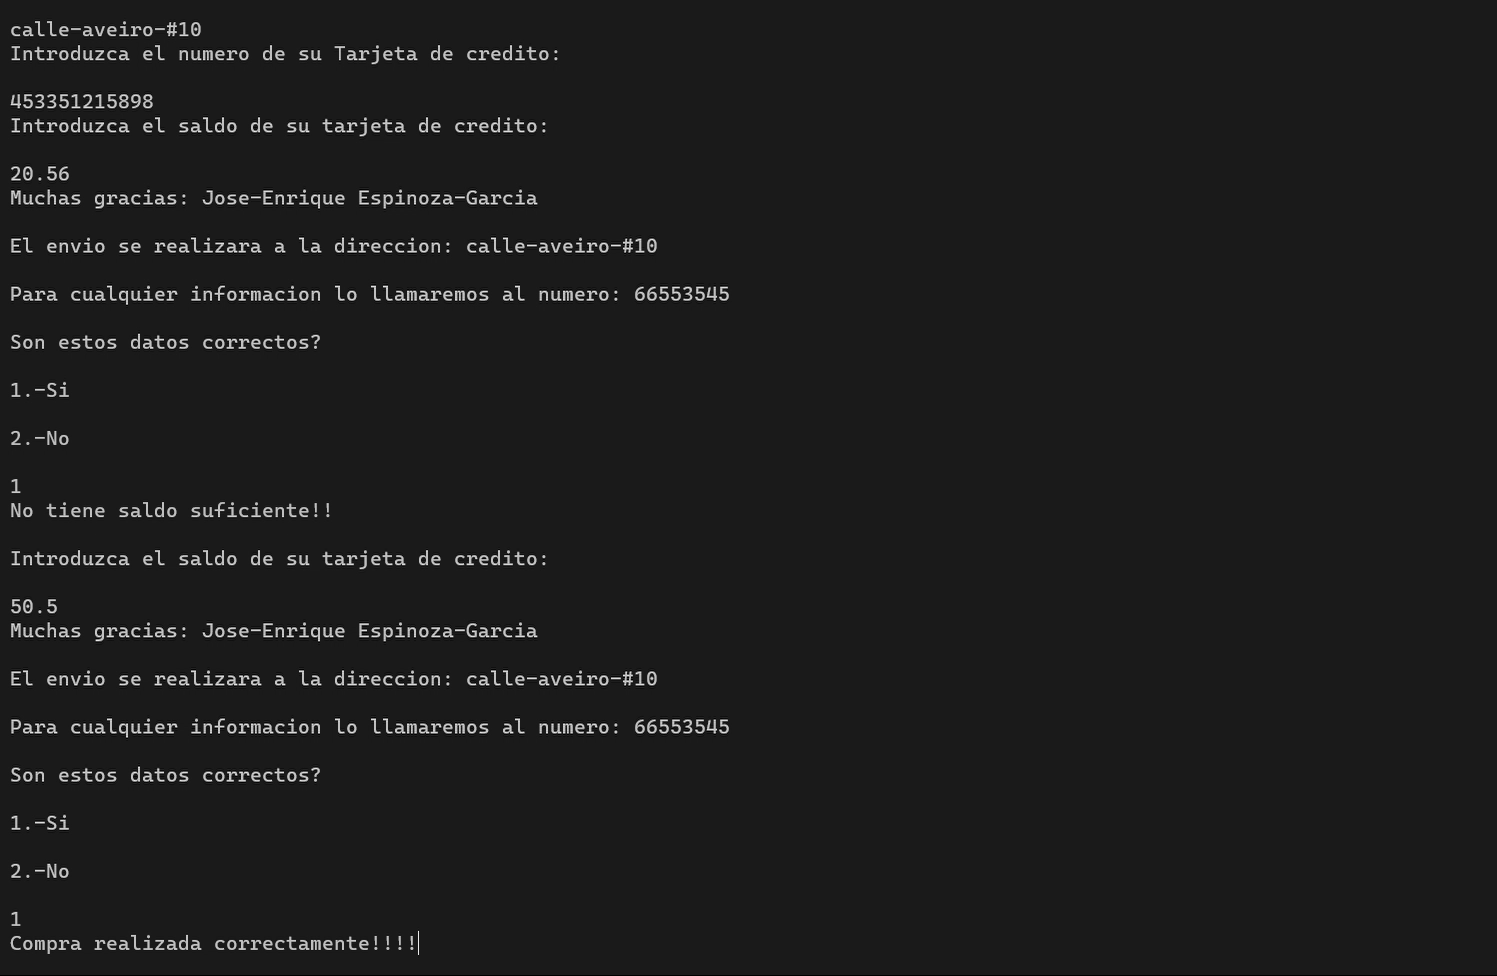 calle-aveiro-#10
Introduzca el numero de su Tarjeta de credito:
453351215898
Introduzca el saldo de su tarjeta de credito:
20.56
Muchas gracias: Jose-Enrique Espinoza-Garcia
El envio se realizara a la direccion: calle-aveiro-#10
Para cualquier informacion lo llamaremos al numero: 66553545
Son estos datos correctos?
1.-Si
2.-No
1
No tiene saldo suficiente!!
Introduzca el saldo de su tarjeta de credito:
50.5
Muchas gracias: Jose-Enrique Espinoza-Garcia
El envio se realizara a la direccion: calle-aveiro-#10
Para cualquier informacion lo llamaremos al numero: 66553545
Son estos datos correctos?
1.-Si
2.-No
1
Compra realizada correctamente!!!!